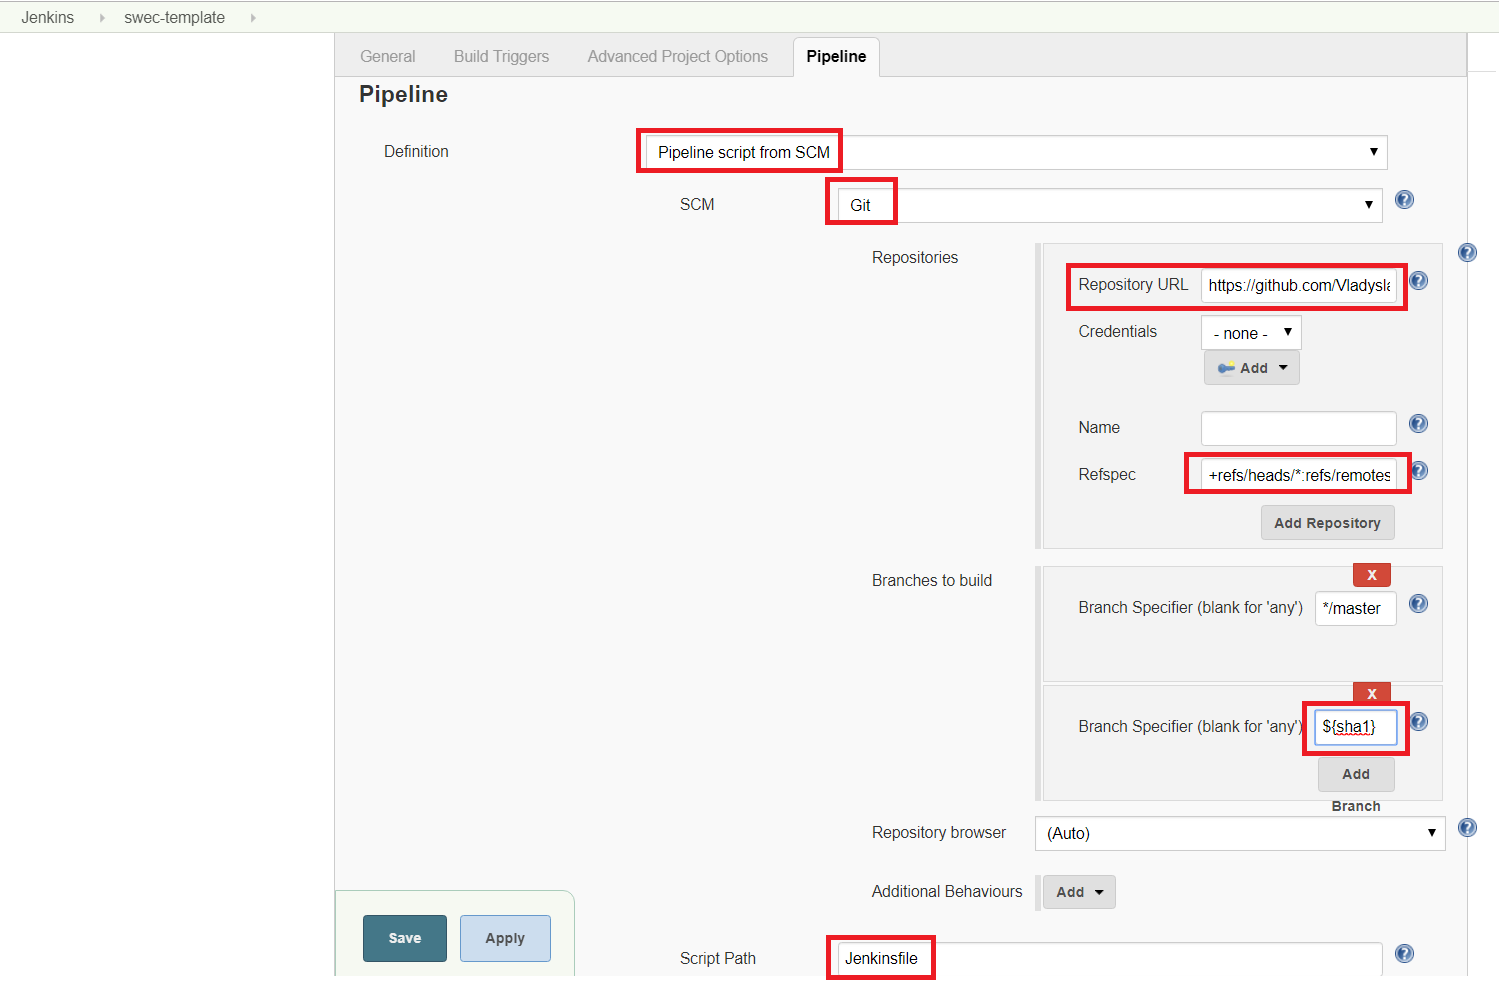 Jenkins swec-template
General Build Triggers Advanced Project Options Pipeline
Pipeline
Definition Pipeline script from SCM
SCM Git
Repositories
Repository URL https://github.com/Vladysla
Credentials - none -
Add
Name
Refspec +refs/heads/*:refs/remotes
Add Repository
Branches to build
X
Branch Specifier (blank for 'any') */master
X
Branch Specifier (blank for 'any') ${sha1}
Add
Branch
Repository browser (Auto)
Additional Behaviours Add
Save Apply
Script Path Jenkinsfile